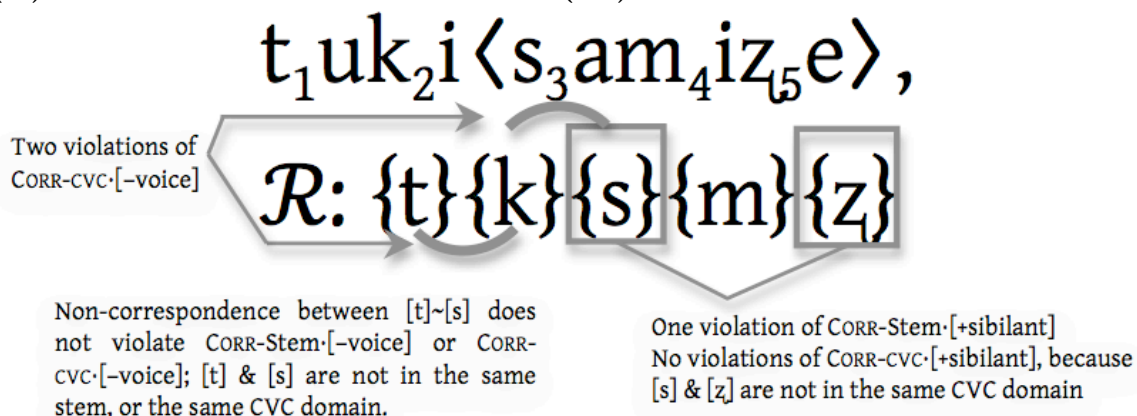 t₁uk₂i⟨s₃am₄iʐ₅e⟩,
Two violations of
CORR-CVC·[–voice]
ℛ: {t}{k}{s}{m}{ʐ}
Non-correspondence between [t]~[s] does
not violate CORR-Stem·[–voice] or CORR-
CVC·[–voice]; [t] & [s] are not in the same
stem, or the same CVC domain.
One violation of CORR-Stem·[+sibilant]
No violations of CORR-CVC·[+sibilant], because
[s] & [ʐ] are not in the same CVC domain